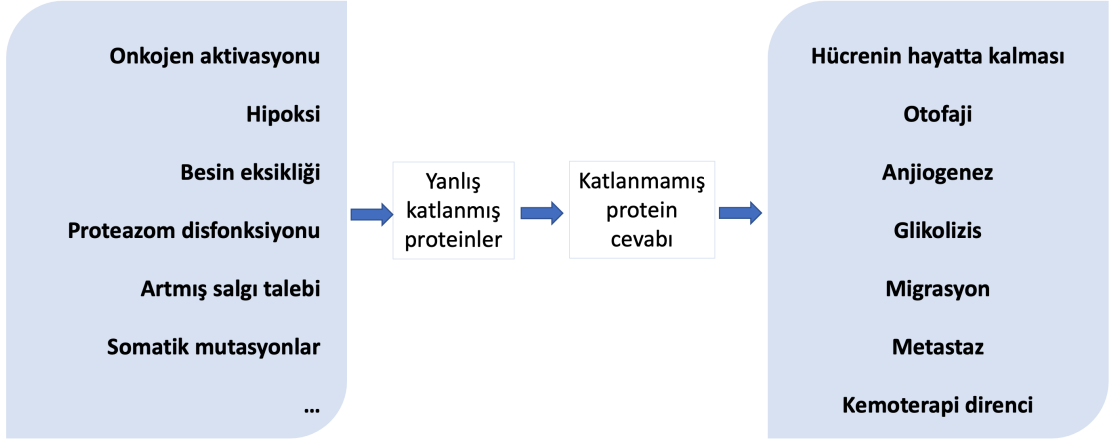 Onkojen aktivasyonu
Hipoksi
Besin eksikliği
Proteazom disfonksiyonu
Artmış salgı talebi
Somatik mutasyonlar
...
Yanlış
katlanmış
proteinler
Katlanmamış
protein
cevabı
Hücrenin hayatta kalması
Otofaji
Anjiogenez
Glikolizis
Migrasyon
Metastaz
Kemoterapi direnci